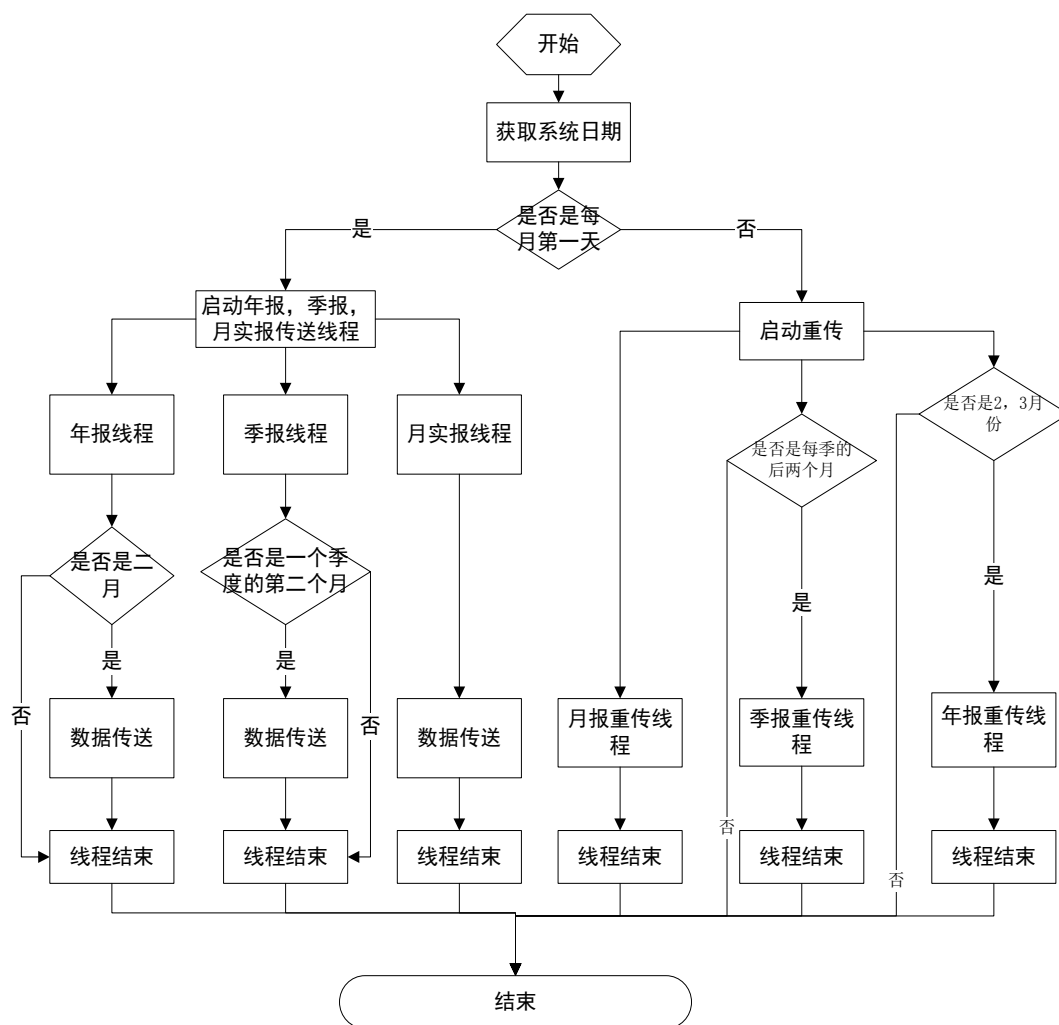 开始
获取系统日期
是否是每
月第一天
是
否
启动年报，季报，
月实报传送线程
启动重传
年报线程
季报线程
月实报线程
是否是每季的
后两个月
是否是2，3月
份
是否是二
月
是否是一个季
度的第二个月
是
是
是
是
否
否
数据传送
数据传送
数据传送
月报重传线
程
季报重传线
程
年报重传线
程
否
否
线程结束
线程结束
线程结束
线程结束
线程结束
线程结束
结束